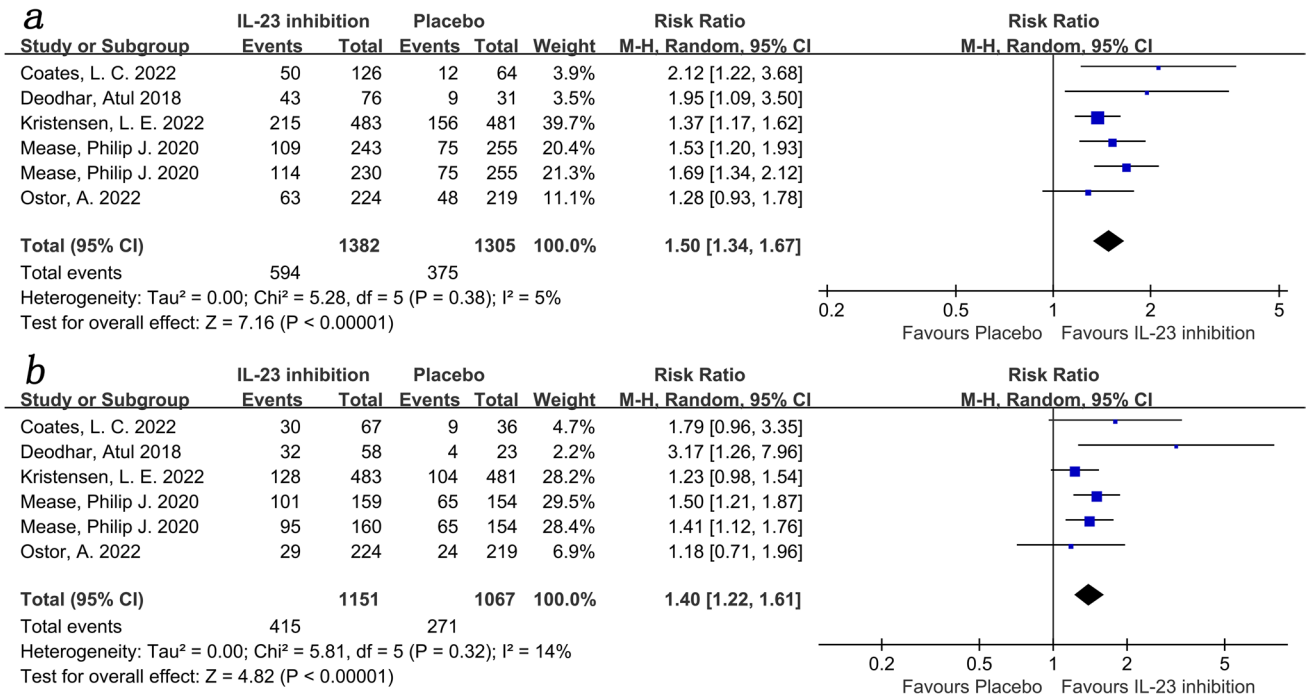 a
IL-23 inhibition Placebo Risk Ratio Risk Ratio
Study or Subgroup Events Total Events Total Weight M-H, Random, 95% CI M-H, Random, 95% CI
Coates, L. C. 2022 50 126 12 64 3.9% 2.12 [1.22, 3.68]
Deodhar, Atul 2018 43 76 9 31 3.5% 1.95 [1.09, 3.50]
Kristensen, L. E. 2022 215 483 156 481 39.7% 1.37 [1.17, 1.62]
Mease, Philip J. 2020 109 243 75 255 20.4% 1.53 [1.20, 1.93]
Mease, Philip J. 2020 114 230 75 255 21.3% 1.69 [1.34, 2.12]
Ostor, A. 2022 63 224 48 219 11.1% 1.28 [0.93, 1.78]
Total (95% CI) 1382 1305 100.0% 1.50 [1.34, 1.67]
Total events 594 375
Heterogeneity: Tau² = 0.00; Chi² = 5.28, df = 5 (P = 0.38); I² = 5%
Test for overall effect: Z = 7.16 (P < 0.00001)
0.2 0.5 1 2 5
Favours Placebo Favours IL-23 inhibition
b
IL-23 inhibition Placebo Risk Ratio Risk Ratio
Study or Subgroup Events Total Events Total Weight M-H, Random, 95% CI M-H, Random, 95% CI
Coates, L. C. 2022 30 67 9 36 4.7% 1.79 [0.96, 3.35]
Deodhar, Atul 2018 32 58 4 23 2.2% 3.17 [1.26, 7.96]
Kristensen, L. E. 2022 128 483 104 481 28.2% 1.23 [0.98, 1.54]
Mease, Philip J. 2020 101 159 65 154 29.5% 1.50 [1.21, 1.87]
Mease, Philip J. 2020 95 160 65 154 28.4% 1.41 [1.12, 1.76]
Ostor, A. 2022 29 224 24 219 6.9% 1.18 [0.71, 1.96]
Total (95% CI) 1151 1067 100.0% 1.40 [1.22, 1.61]
Total events 415 271
Heterogeneity: Tau² = 0.00; Chi² = 5.81, df = 5 (P = 0.32); I² = 14%
Test for overall effect: Z = 4.82 (P < 0.00001)
0.2 0.5 1 2 5
Favours Placebo Favours IL-23 inhibition